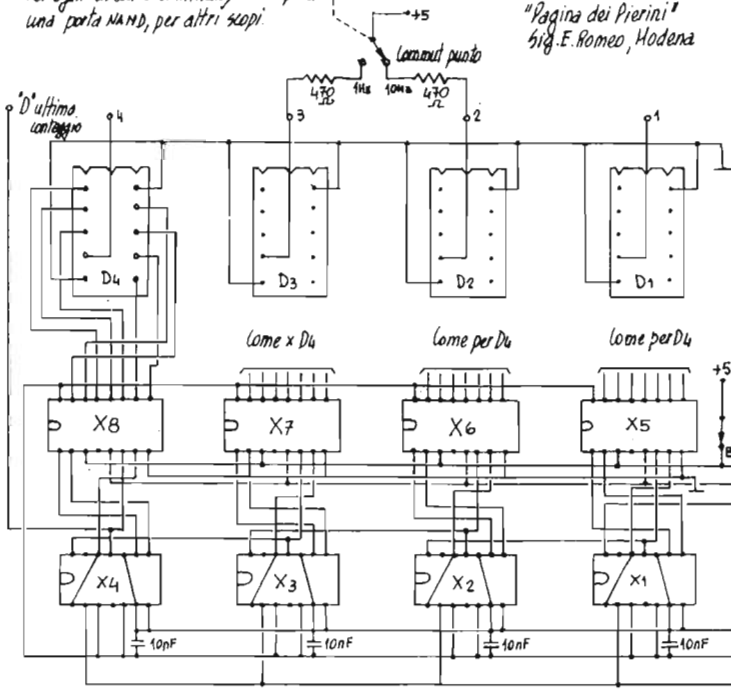 una porta NAND, per altri scopi.
"Pagina dei Pierini"
Sig. E. Romeo, Modena
+5
Commut punto
470 Ω
1Hz
10Hz
470 Ω
"D" ultimo
conteggio
4
3
2
1
D4
D3
D2
D1
Come x D4
Come per D4
Come per D4
+5
X8
X7
X6
X5
B
X4
X3
X2
X1
10nF
10nF
10nF
10nF